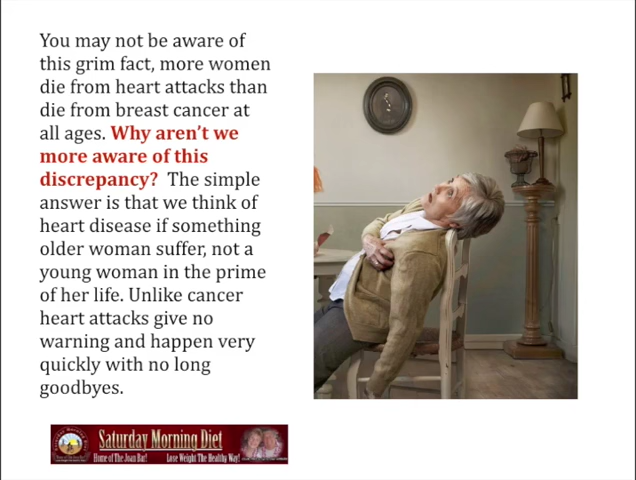 You may not be aware of
this grim fact, more women
die from heart attacks than
die from breast cancer at
all ages. Why aren't we
more aware of this
discrepancy? The simple
answer is that we think of
heart disease if something
older woman suffer, not a
young woman in the prime
of her life. Unlike cancer
heart attacks give no
warning and happen very
quickly with no long
goodbyes.
Saturday Morning Diet
Home of The Joan Bar! Lose Weight The Healthy Way!